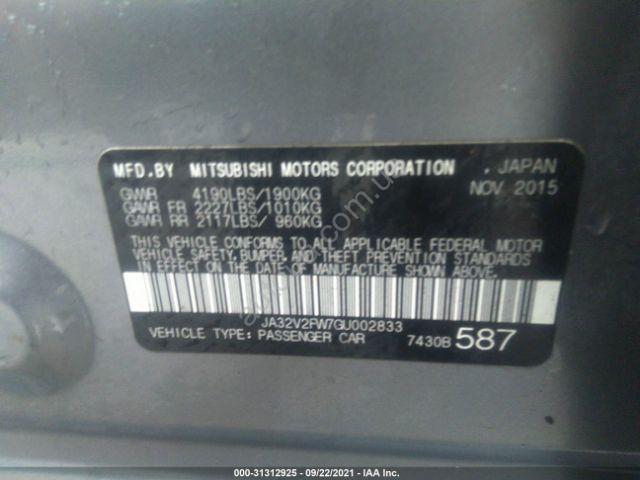 MFD.BY MITSUBISHI MOTORS CORPORATION, JAPAN
GVWR 4190LBS/1900KG NOV 2015
GAWR FR 2227LBS/1010KG
GAWR RR 2117LBS/ 960KG
THIS VEHICLE CONFORMS TO ALL APPLICABLE FEDERAL MOTOR
VEHICLE SAFETY, BUMPER, AND THEFT PREVENTION STANDARDS
IN EFFECT ON THE DATE OF MANUFACTURE SHOWN ABOVE.
JA32V2FW7GU002833
VEHICLE TYPE: PASSENGER CAR 7430B 587
000-31312925 - 09/22/2021 - IAA Inc.